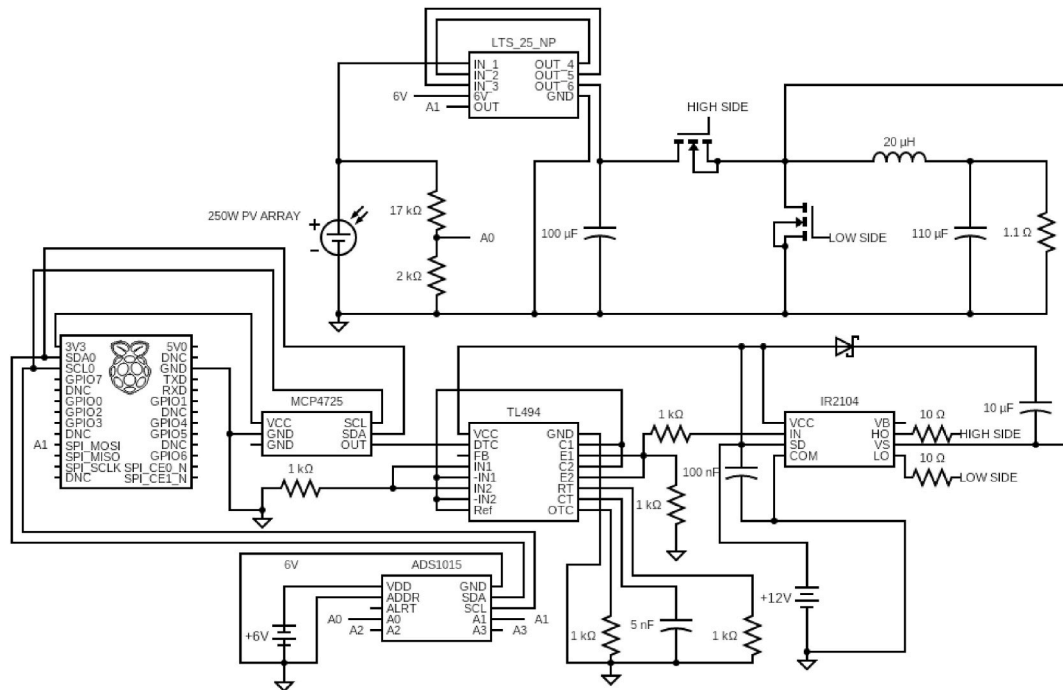 LTS_25_NP
IN_1
IN_2
IN_3
6V
OUT
OUT_4
OUT_5
OUT_6
GND
6V
A1
HIGH SIDE
20 µH
250W PV ARRAY
+
−
17 kΩ
A0
2 kΩ
100 µF
LOW SIDE
110 µF
1.1 Ω
3V3
SDA0
SCL0
GPIO7
DNC
GPIO0
GPIO2
GPIO3
DNC
SPI_MOSI
SPI_MISO
SPI_SCLK
DNC
5V0
DNC
GND
TXD
RXD
GPIO1
DNC
GPIO4
GPIO5
DNC
GPIO6
SPI_CE0_N
SPI_CE1_N
A1
MCP4725
VCC
GND
GND
SCL
SDA
OUT
1 kΩ
TL494
VCC
DTC
FB
IN1
-IN1
IN2
-IN2
Ref
GND
C1
E1
C2
E2
RT
CT
OTC
1 kΩ
1 kΩ
100 nF
IR2104
VCC
IN
SD
COM
VB
HO
VS
LO
10 Ω
HIGH SIDE
10 Ω
LOW SIDE
10 µF
6V
+6V
ADS1015
VDD
ADDR
ALRT
A0
A2
GND
SDA
SCL
A1
A3
A0
A2
A1
A3
1 kΩ
5 nF
1 kΩ
+12V